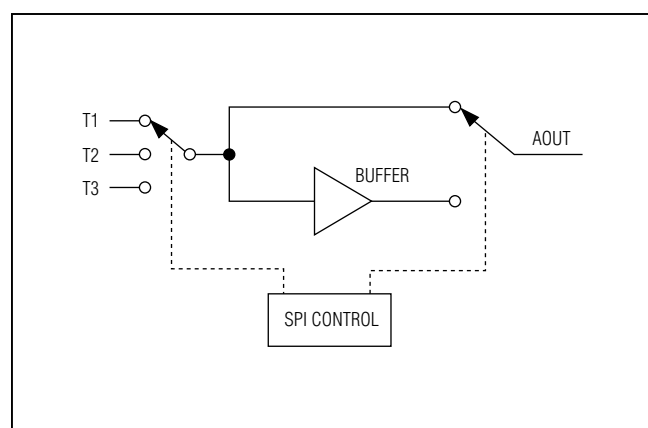 T1
T2
T3
BUFFER
AOUT
SPI CONTROL